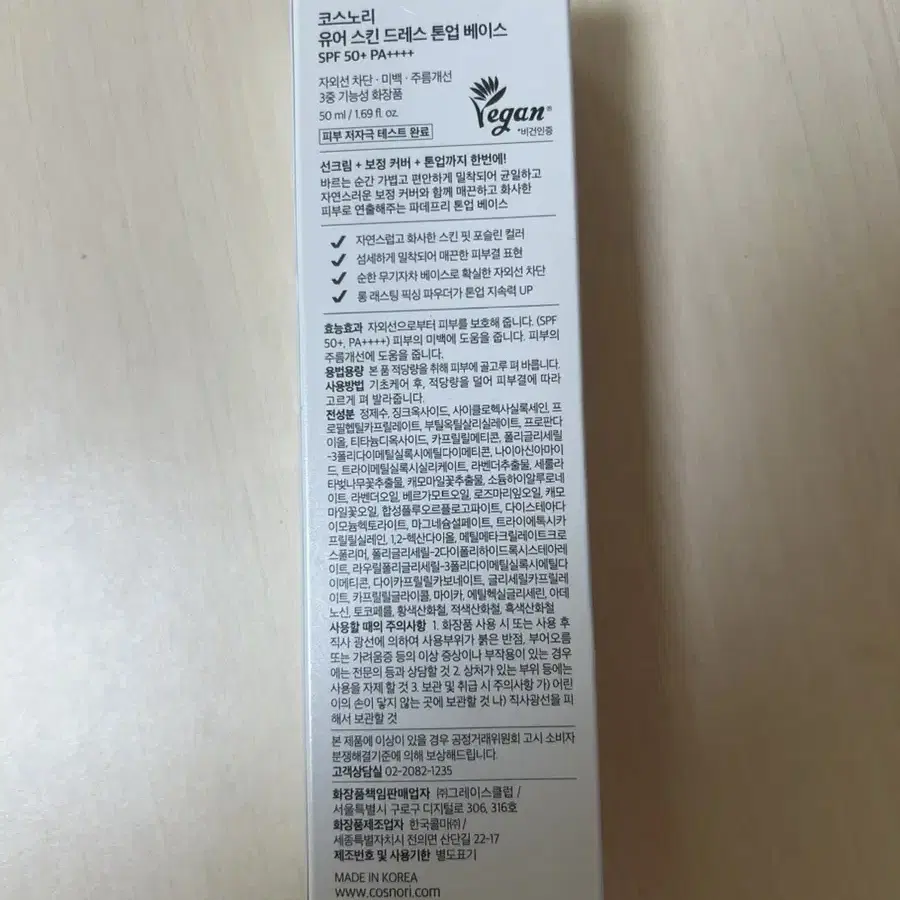 코스노리
유어 스킨 드레스 톤업 베이스
SPF 50+ PA++++
자외선 차단 · 미백 · 주름개선
3중 기능성 화장품
50 ml / 1.69 fl. oz.
피부 저자극 테스트 완료
Vegan®
*비건인증
선크림 + 보정 커버 + 톤업까지 한번에!
바르는 순간 가볍고 편안하게 밀착되어 균일하고
자연스러운 보정 커버와 함께 매끈하고 화사한
피부로 연출해주는 파데프리 톤업 베이스
자연스럽고 화사한 스킨 핏 포슬린 컬러
섬세하게 밀착되어 매끈한 피부결 표현
순한 무기자차 베이스로 확실한 자외선 차단
롱 래스팅 픽싱 파우더가 톤업 지속력 UP
효능효과 자외선으로부터 피부를 보호해 줍니다. (SPF
50+, PA++++) 피부의 미백에 도움을 줍니다. 피부의
주름개선에 도움을 줍니다.
용법용량 본 품 적당량을 취해 피부에 골고루 펴 바릅니다.
사용방법 기초케어 후, 적당량을 덜어 피부결에 따라
고르게 펴 발라줍니다.
전성분 정제수, 징크옥사이드, 사이클로헥사실록세인, 프
로필헵틸카프릴레이트, 부틸옥틸살리실레이트, 프로판다
이올, 티타늄디옥사이드, 카프릴릴메티콘, 폴리글리세릴
-3폴리다이메틸실록시에틸다이메티콘, 나이아신아마이
드, 트라이메틸실록시실리케이트, 라벤더추출물, 세룰라
타벚나무꽃추출물, 캐모마일꽃추출물, 소듐하이알루로네
이트, 라벤더오일, 베르가모트오일, 로즈마리잎오일, 캐모
마일꽃오일, 합성플루오르플로고파이트, 다이스테아다
이모늄헥토라이트, 마그네슘설페이트, 트라이에톡시카
프릴릴실레인, 1,2-헥산다이올, 메틸메타크릴레이트크로
스폴리머, 폴리글리세릴-2다이폴리하이드록시스테아레
이트, 라우릴폴리글리세릴-3폴리다이메틸실록시에틸다
이메티콘, 다이카프릴릴카보네이트, 글리세릴카프릴레
이트, 카프릴릴글라이콜, 마이카, 에틸헥실글리세린, 아데
노신, 토코페롤, 황색산화철, 적색산화철, 흑색산화철
사용할 때의 주의사항 1. 화장품 사용 시 또는 사용 후
직사 광선에 의하여 사용부위가 붉은 반점, 부어오름
또는 가려움증 등의 이상 증상이나 부작용이 있는 경우
에는 전문의 등과 상담할 것 2. 상처가 있는 부위 등에는
사용을 자제 할 것 3. 보관 및 취급 시 주의사항 가) 어린
이의 손이 닿지 않는 곳에 보관할 것 나) 직사광선을 피
해서 보관할 것
본 제품에 이상이 있을 경우 공정거래위원회 고시 소비자
분쟁해결기준에 의해 보상해드립니다.
고객상담실 02-2082-1235
화장품책임판매업자 ㈜그레이스클럽 /
서울특별시 구로구 디지털로 306, 316호
화장품제조업자 한국콜마㈜ /
세종특별자치시 전의면 산단길 22-17
제조번호 및 사용기한 별도표기
MADE IN KOREA
www.cosnori.com